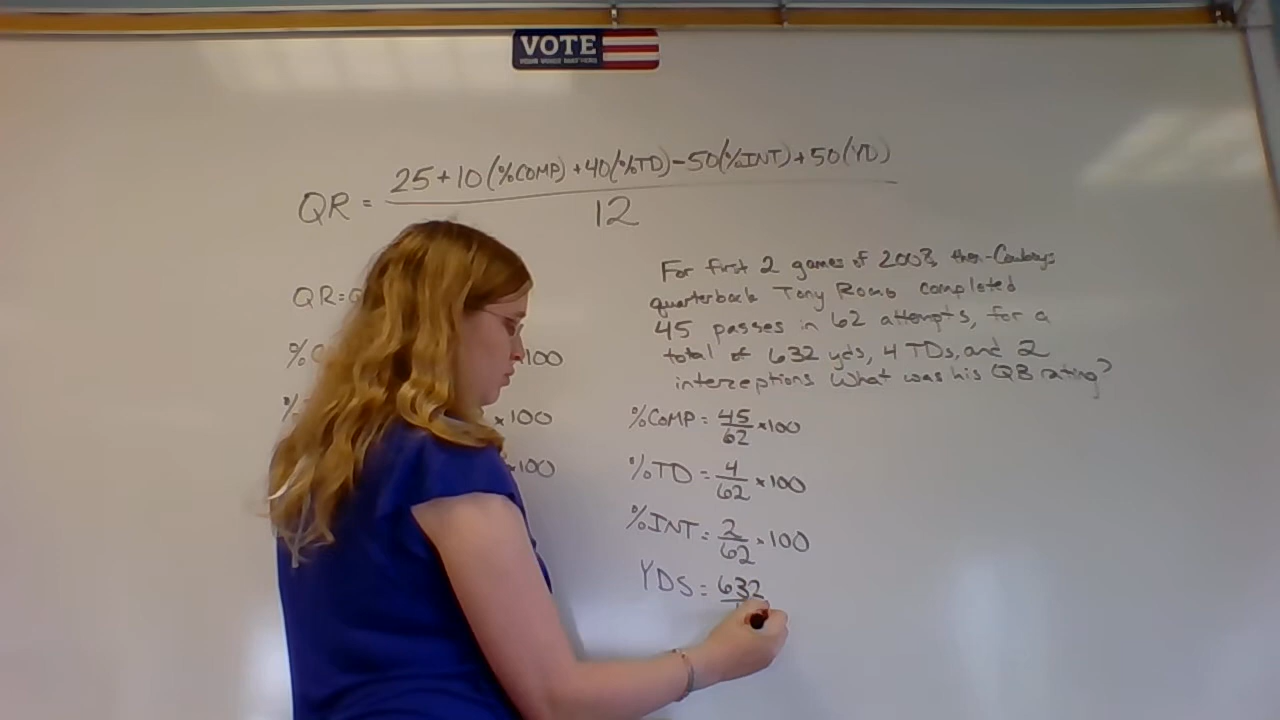 VOTE
YOUR VOICE MATTERS
QR = 25 + 10 (%COMP) + 40(%TD) - 50(%INT) + 50(YD)
12
For first 2 games of then-Cowboys
QR=
quarterback Tony Romo completed
45 passes in 62 attempts, for a
%C ×100
total of 632 yds, 4 TDs, and 2
interceptions What was his QB rating?
% ×100
%COMP = 45/62 × 100
×100
%TD = 4/62 × 100
%INT = 2/62 × 100
YDS = 632